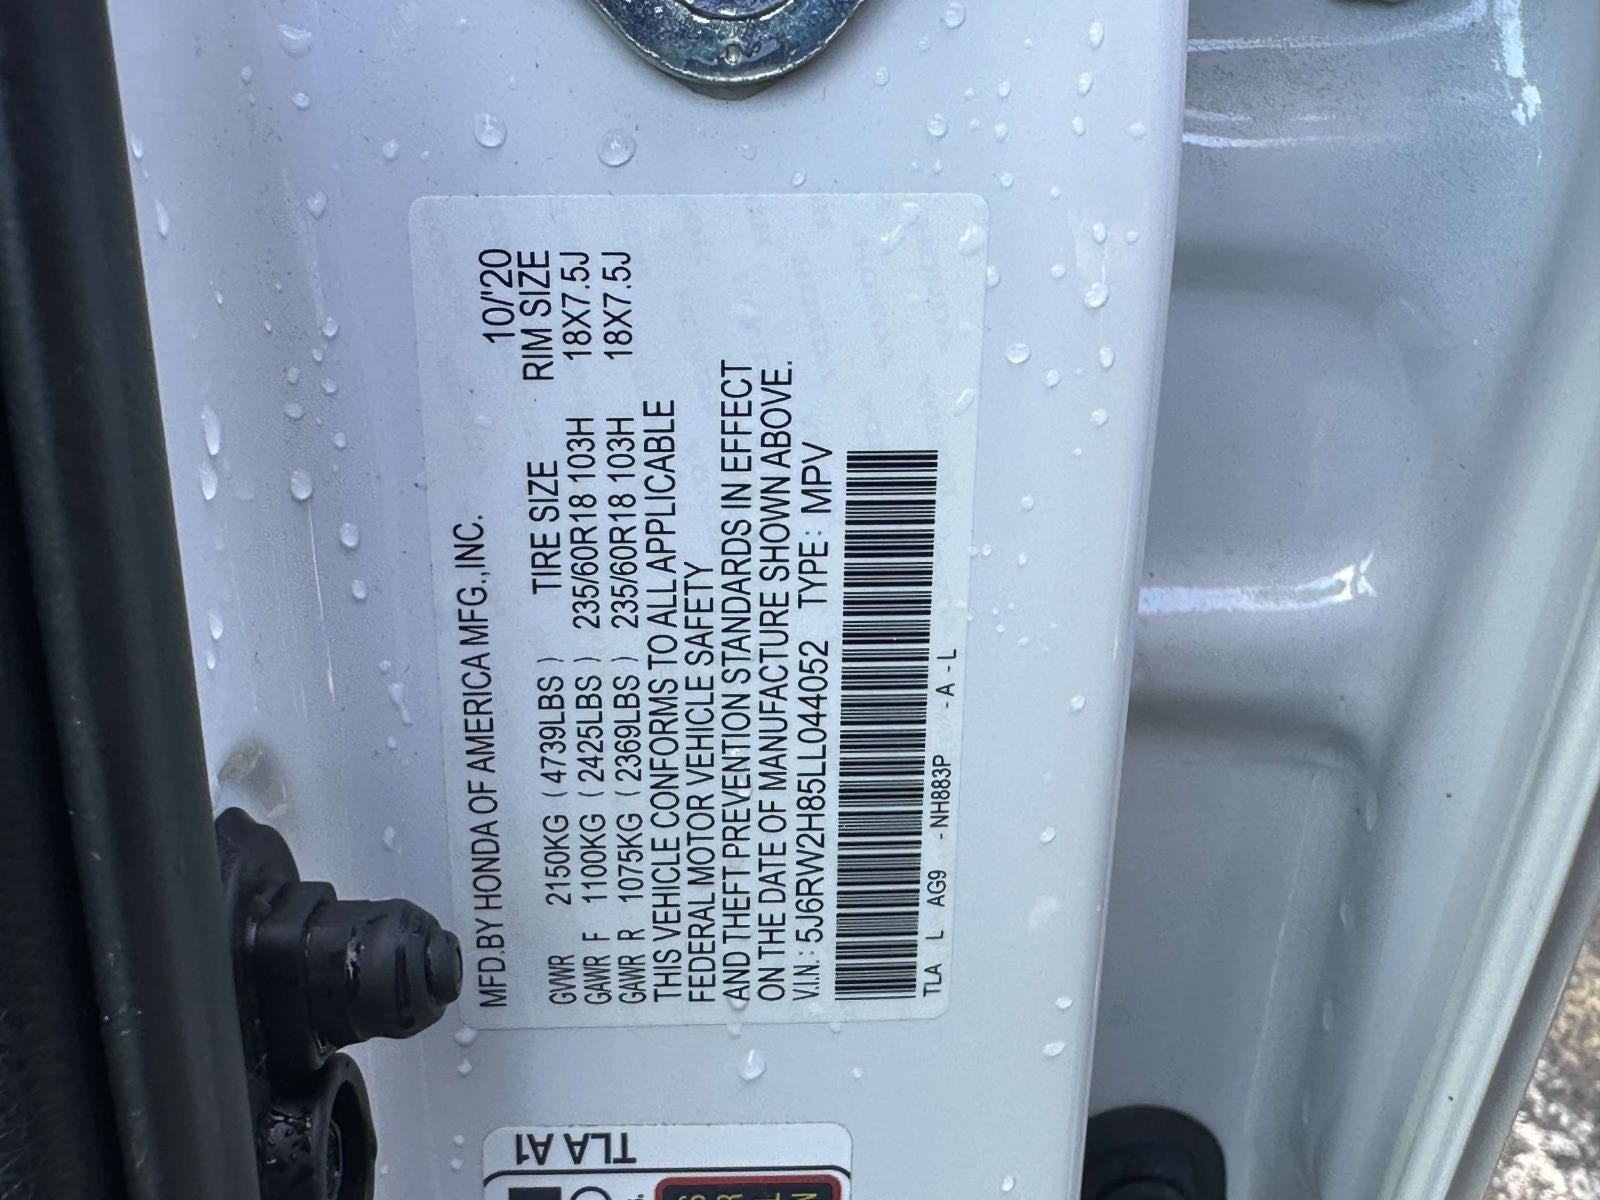 MFD.BY HONDA OF AMERICA MFG.,INC. 10/'20
TIRE SIZE RIM SIZE
GVWR 2150KG ( 4739LBS )
GAWR F 1100KG ( 2425LBS ) 235/60R18 103H 18X7.5J
GAWR R 1075KG ( 2369LBS ) 235/60R18 103H 18X7.5J
THIS VEHICLE CONFORMS TO ALL APPLICABLE
FEDERAL MOTOR VEHICLE SAFETY
AND THEFT PREVENTION STANDARDS IN EFFECT
ON THE DATE OF MANUFACTURE SHOWN ABOVE.
V.I.N.: 5J6RW2H85LL044052 TYPE: MPV
TLA L AG9 -NH883P -A -L
TLA A1